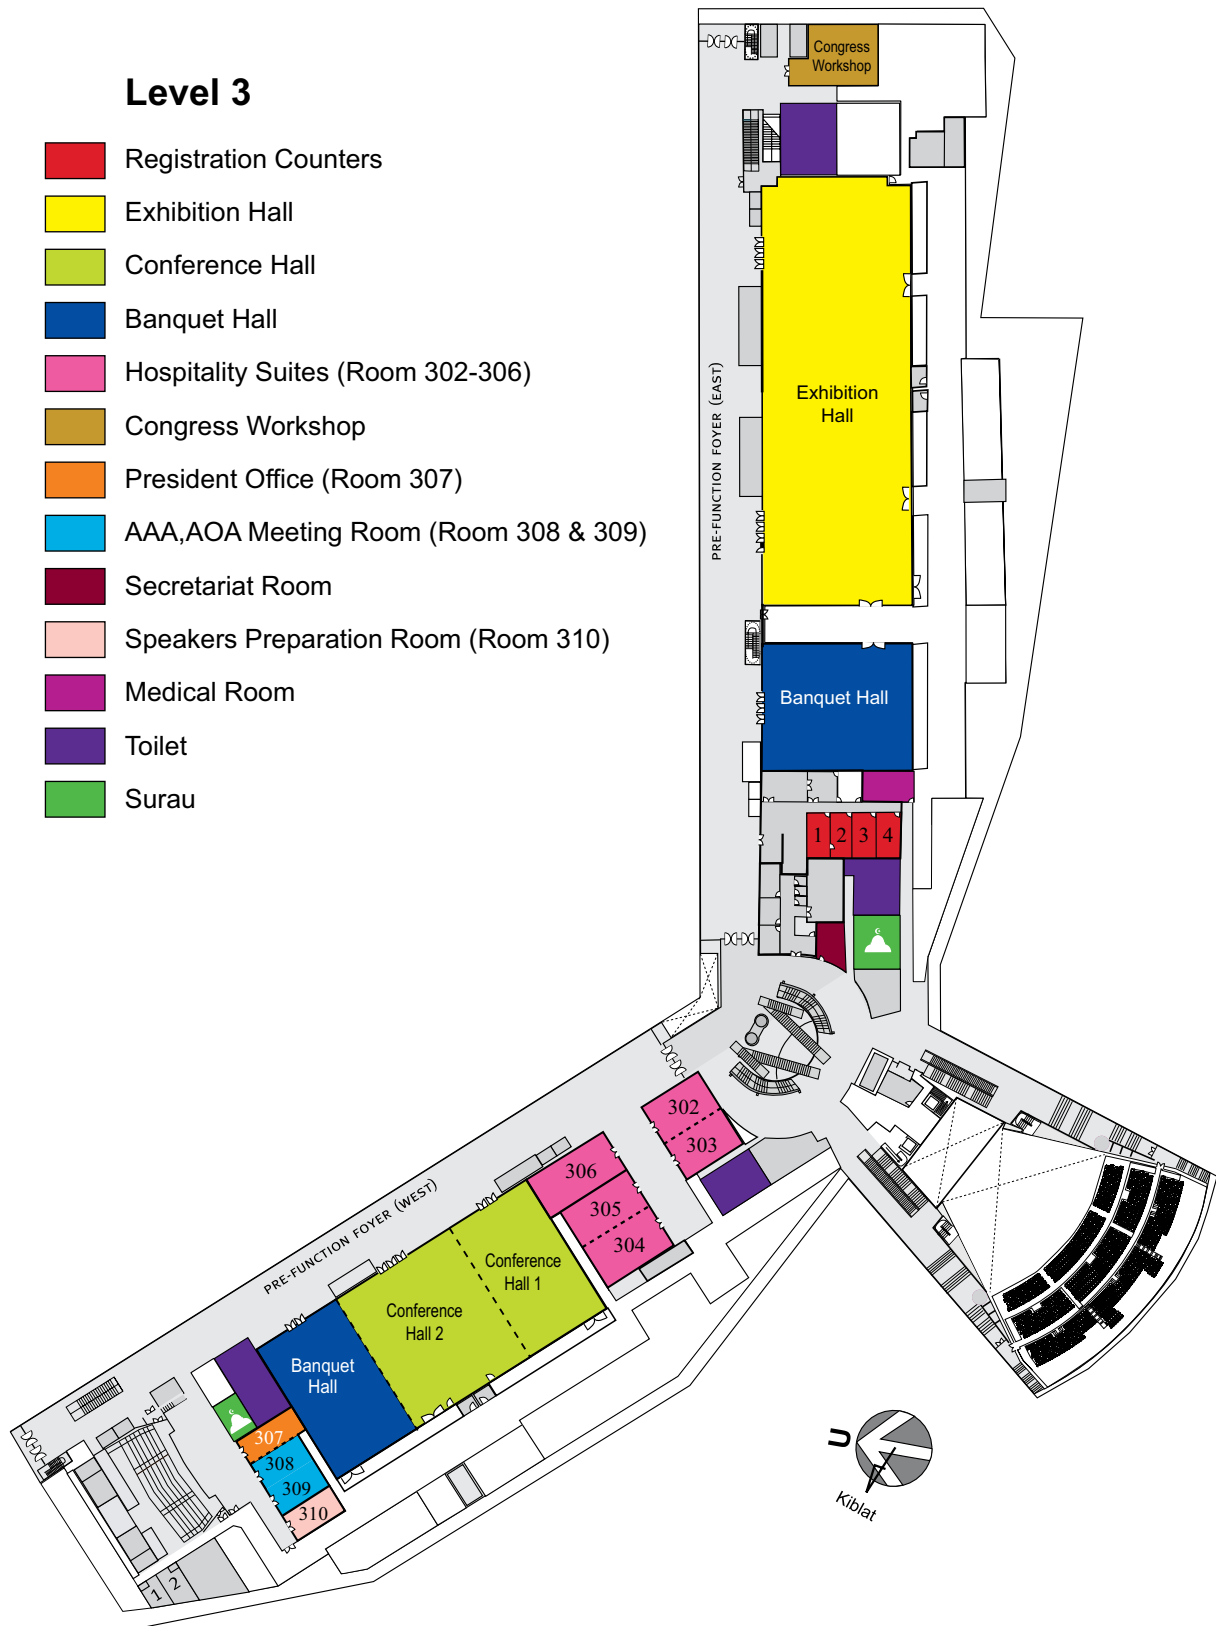 Level 3
Registration Counters
Exhibition Hall
Conference Hall
Banquet Hall
Hospitality Suites (Room 302-306)
Congress Workshop
President Office (Room 307)
AAA,AOA Meeting Room (Room 308 & 309)
Secretariat Room
Speakers Preparation Room (Room 310)
Medical Room
Toilet
Surau
Congress
Workshop
PRE-FUNCTION FOYER (EAST)
Exhibition
Hall
Banquet Hall
1 2 3 4
302
303
306
305
304
PRE-FUNCTION FOYER (WEST)
Conference
Hall 1
Conference
Hall 2
Banquet
Hall
307
308
309
310
1 2
U
Kiblat